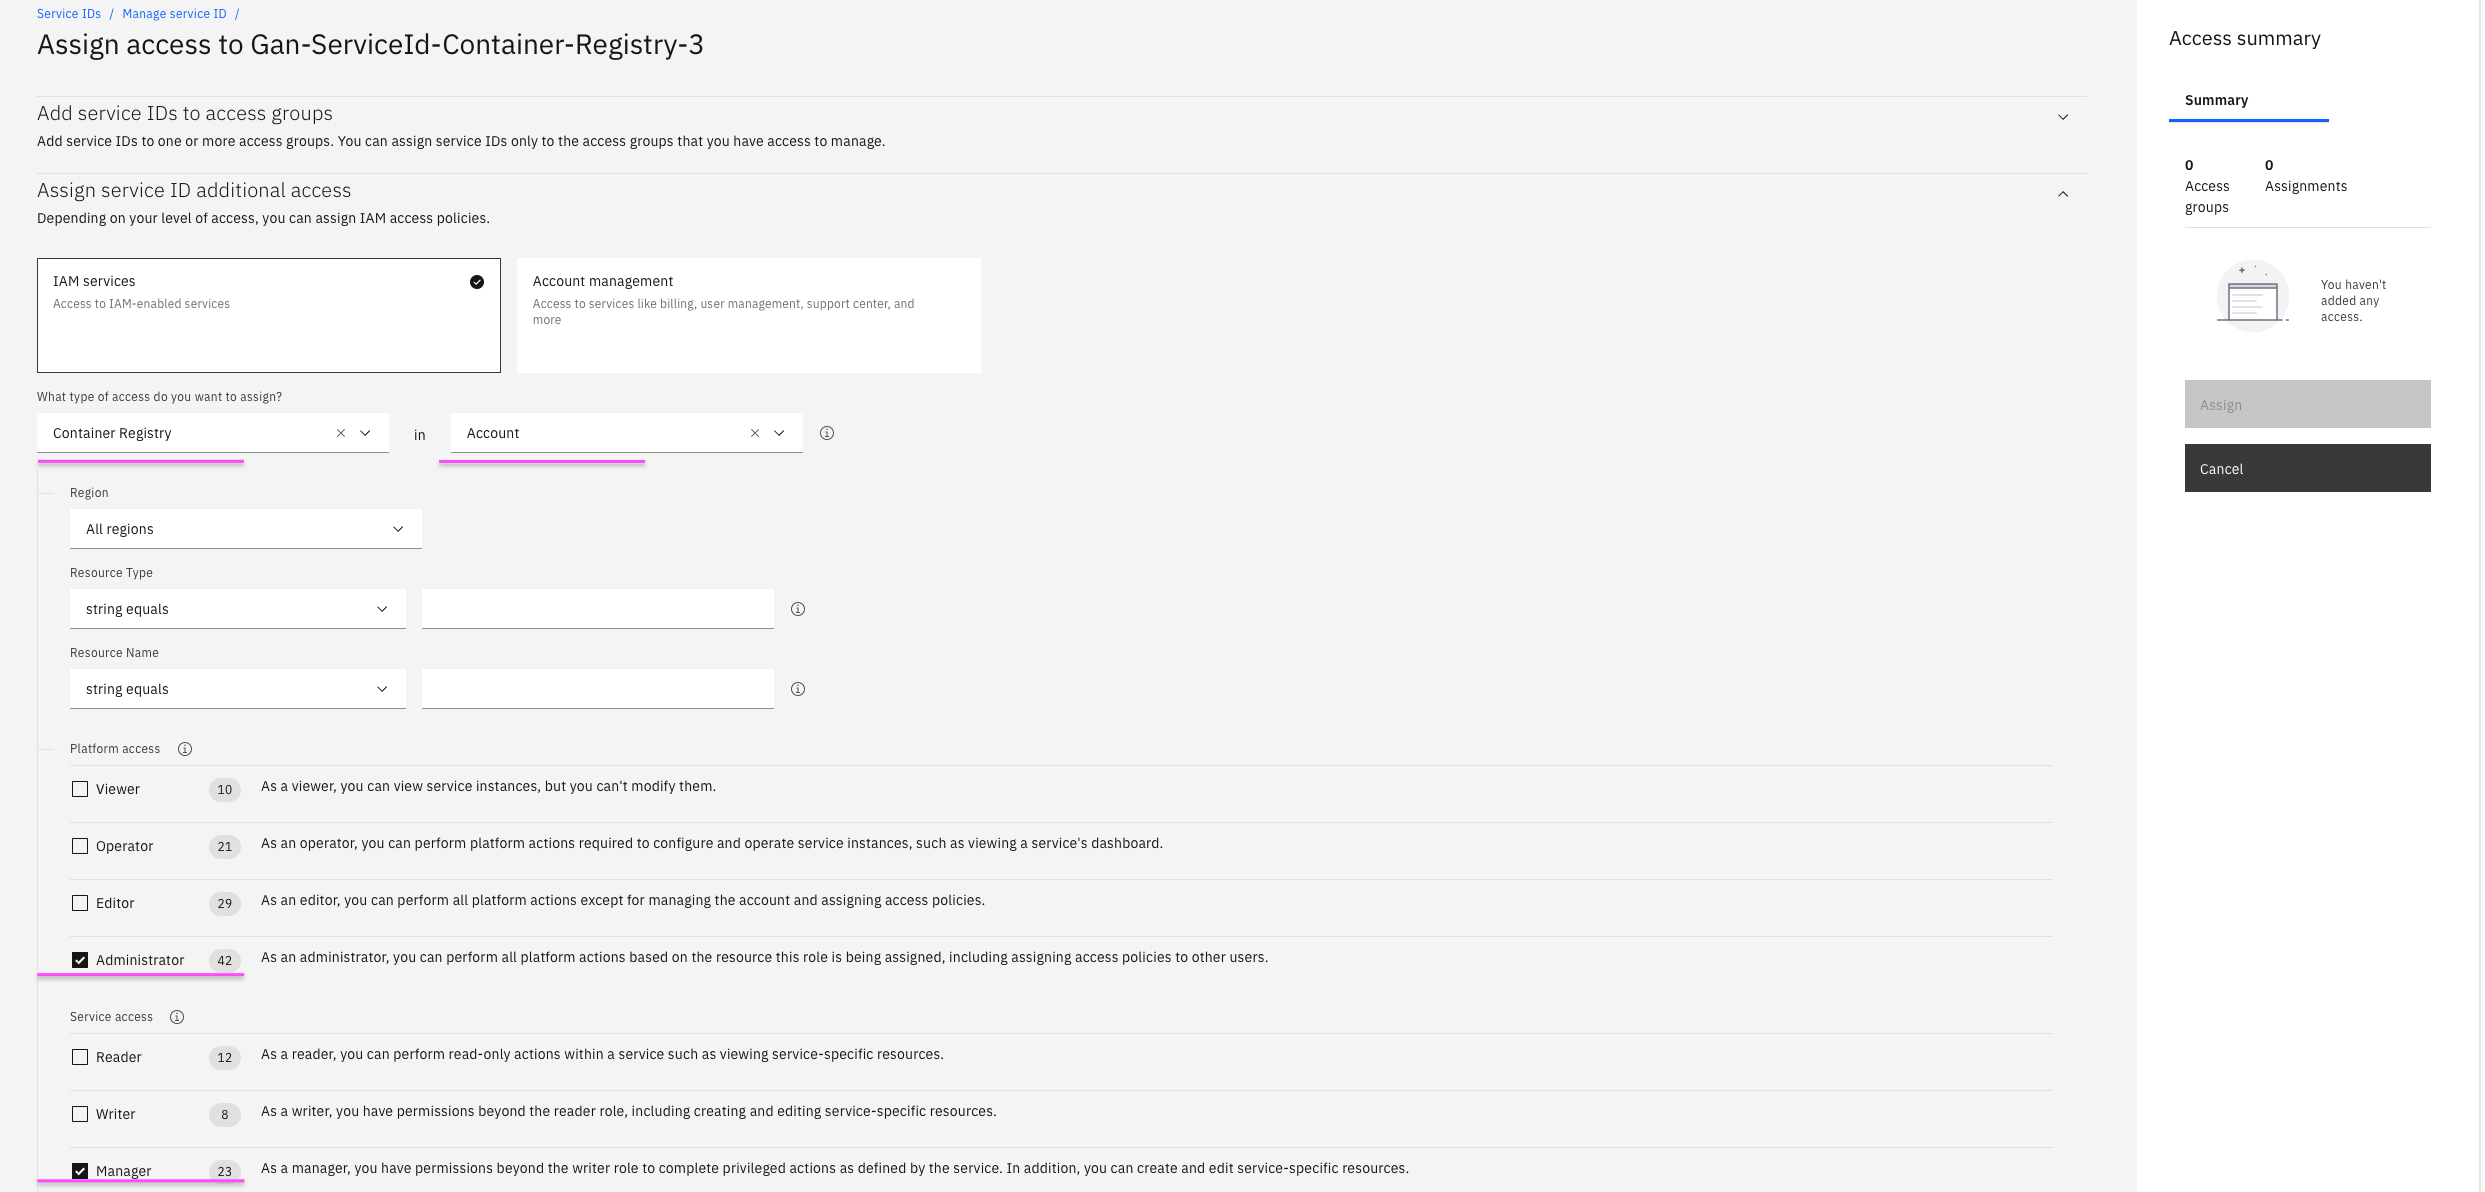 Service IDs / Manage service ID /
Assign access to Gan-ServiceId-Container-Registry-3
Add service IDs to access groups
Add service IDs to one or more access groups. You can assign service IDs only to the access groups that you have access to manage.
Assign service ID additional access
Depending on your level of access, you can assign IAM access policies.
IAM services
Access to IAM-enabled services
Account management
Access to services like billing, user management, support center, and
more
What type of access do you want to assign?
Container Registry in Account
Region
All regions
Resource Type
string equals
Resource Name
string equals
Platform access
Viewer 10 As a viewer, you can view service instances, but you can't modify them.
Operator 21 As an operator, you can perform platform actions required to configure and operate service instances, such as viewing a service's dashboard.
Editor 29 As an editor, you can perform all platform actions except for managing the account and assigning access policies.
Administrator 42 As an administrator, you can perform all platform actions based on the resource this role is being assigned, including assigning access policies to other users.
Service access
Reader 12 As a reader, you can perform read-only actions within a service such as viewing service-specific resources.
Writer 8 As a writer, you have permissions beyond the reader role, including creating and editing service-specific resources.
Manager 23 As a manager, you have permissions beyond the writer role to complete privileged actions as defined by the service. In addition, you can create and edit service-specific resources.
Access summary
Summary
0 0
Access Assignments
groups
You haven't
added any
access.
Assign
Cancel